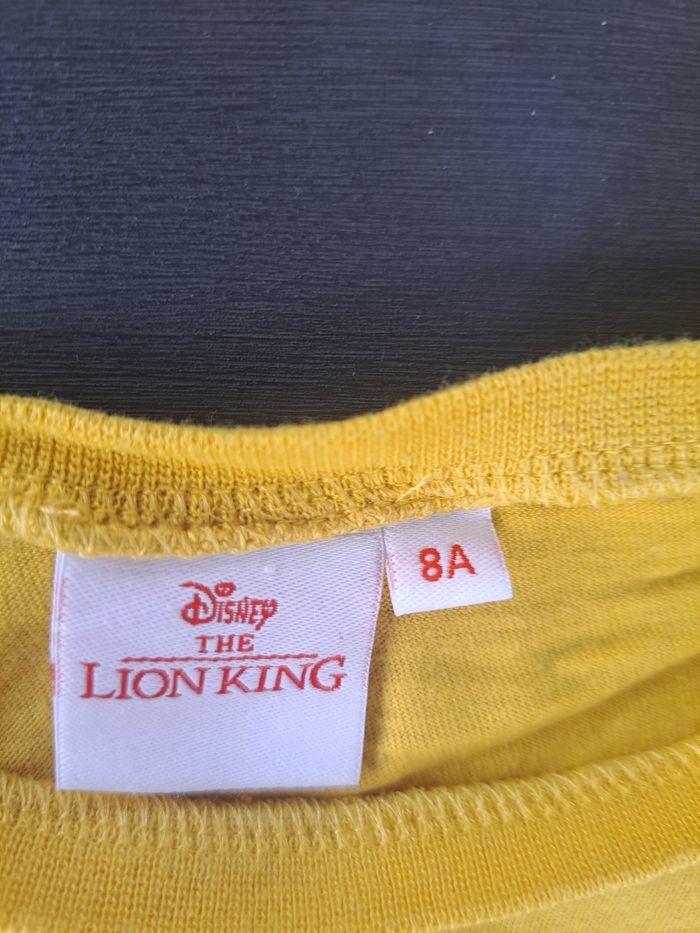 Disney
THE
LION KING
8A